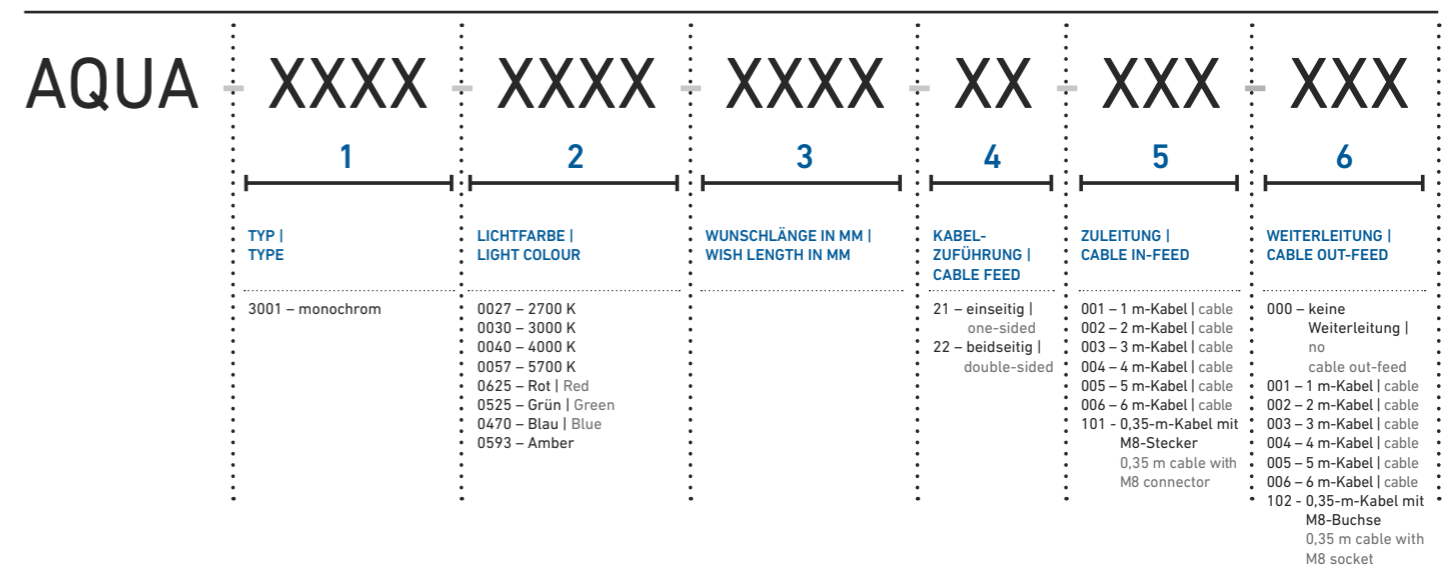 AQUA - XXXX - XXXX - XXXX - XX - XXX - XXX
1
2
3
4
5
6
TYP |
TYPE
3001 – monochrom
LICHTFARBE |
LIGHT COLOUR
0027 – 2700 K
0030 – 3000 K
0040 – 4000 K
0057 – 5700 K
0625 – Rot | Red
0525 – Grün | Green
0470 – Blau | Blue
0593 – Amber
WUNSCHLÄNGE IN MM |
WISH LENGTH IN MM
KABEL-
ZUFÜHRUNG |
CABLE FEED
21 – einseitig |
one-sided
22 – beidseitig |
double-sided
ZULEITUNG |
CABLE IN-FEED
001 – 1 m-Kabel | cable
002 – 2 m-Kabel | cable
003 – 3 m-Kabel | cable
004 – 4 m-Kabel | cable
005 – 5 m-Kabel | cable
006 – 6 m-Kabel | cable
101 - 0,35-m-Kabel mit
M8-Stecker
0,35 m cable with
M8 connector
WEITERLEITUNG |
CABLE OUT-FEED
000 – keine
Weiterleitung |
no
cable out-feed
001 – 1 m-Kabel | cable
002 – 2 m-Kabel | cable
003 – 3 m-Kabel | cable
004 – 4 m-Kabel | cable
005 – 5 m-Kabel | cable
006 – 6 m-Kabel | cable
102 - 0,35-m-Kabel mit
M8-Buchse
0,35 m cable with
M8 socket